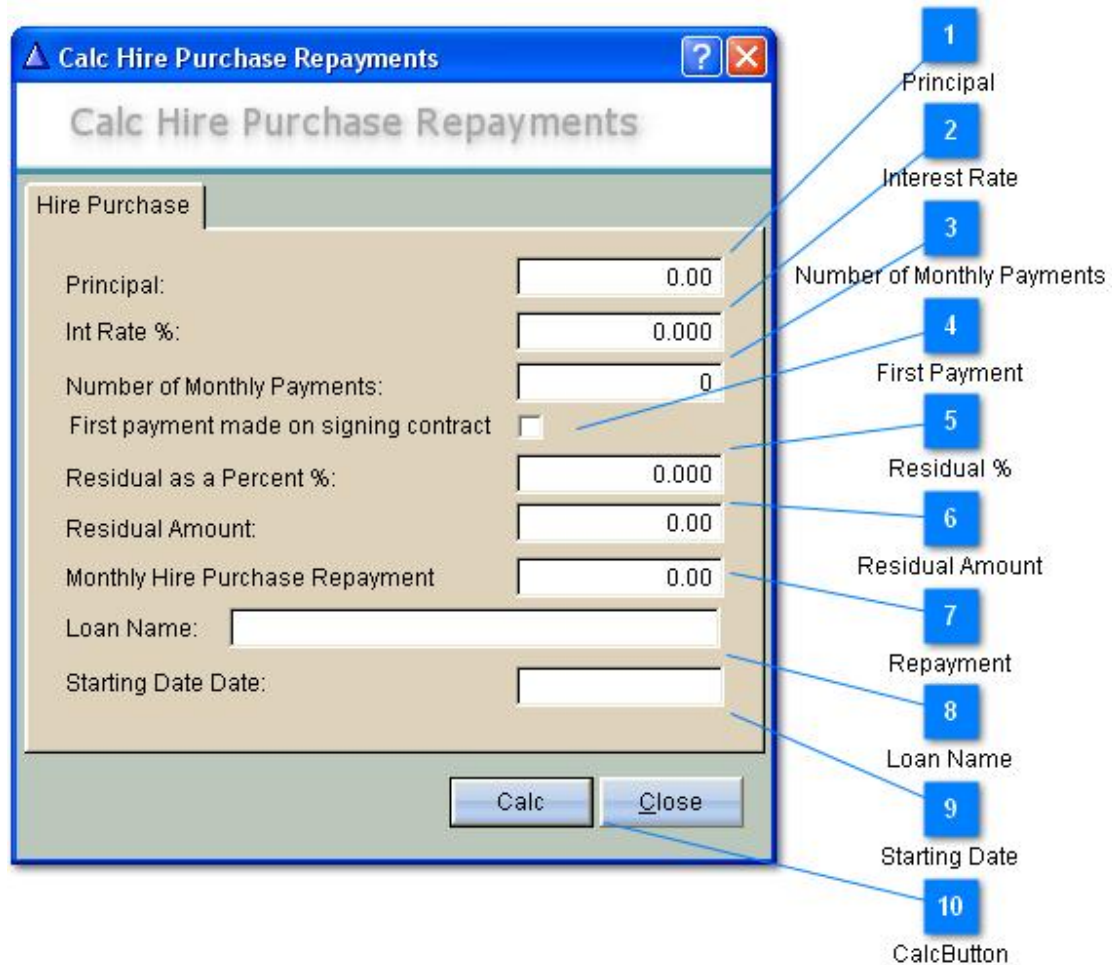 Calc Hire Purchase Repayments
?
Calc Hire Purchase Repayments
Hire Purchase
Principal: 0.00
Int Rate %: 0.000
Number of Monthly Payments: 0
First payment made on signing contract
Residual as a Percent %: 0.000
Residual Amount: 0.00
Monthly Hire Purchase Repayment 0.00
Loan Name:
Starting Date Date:
Calc Close
1
Principal
2
Interest Rate
3
Number of Monthly Payments
4
First Payment
5
Residual %
6
Residual Amount
7
Repayment
8
Loan Name
9
Starting Date
10
CalcButton